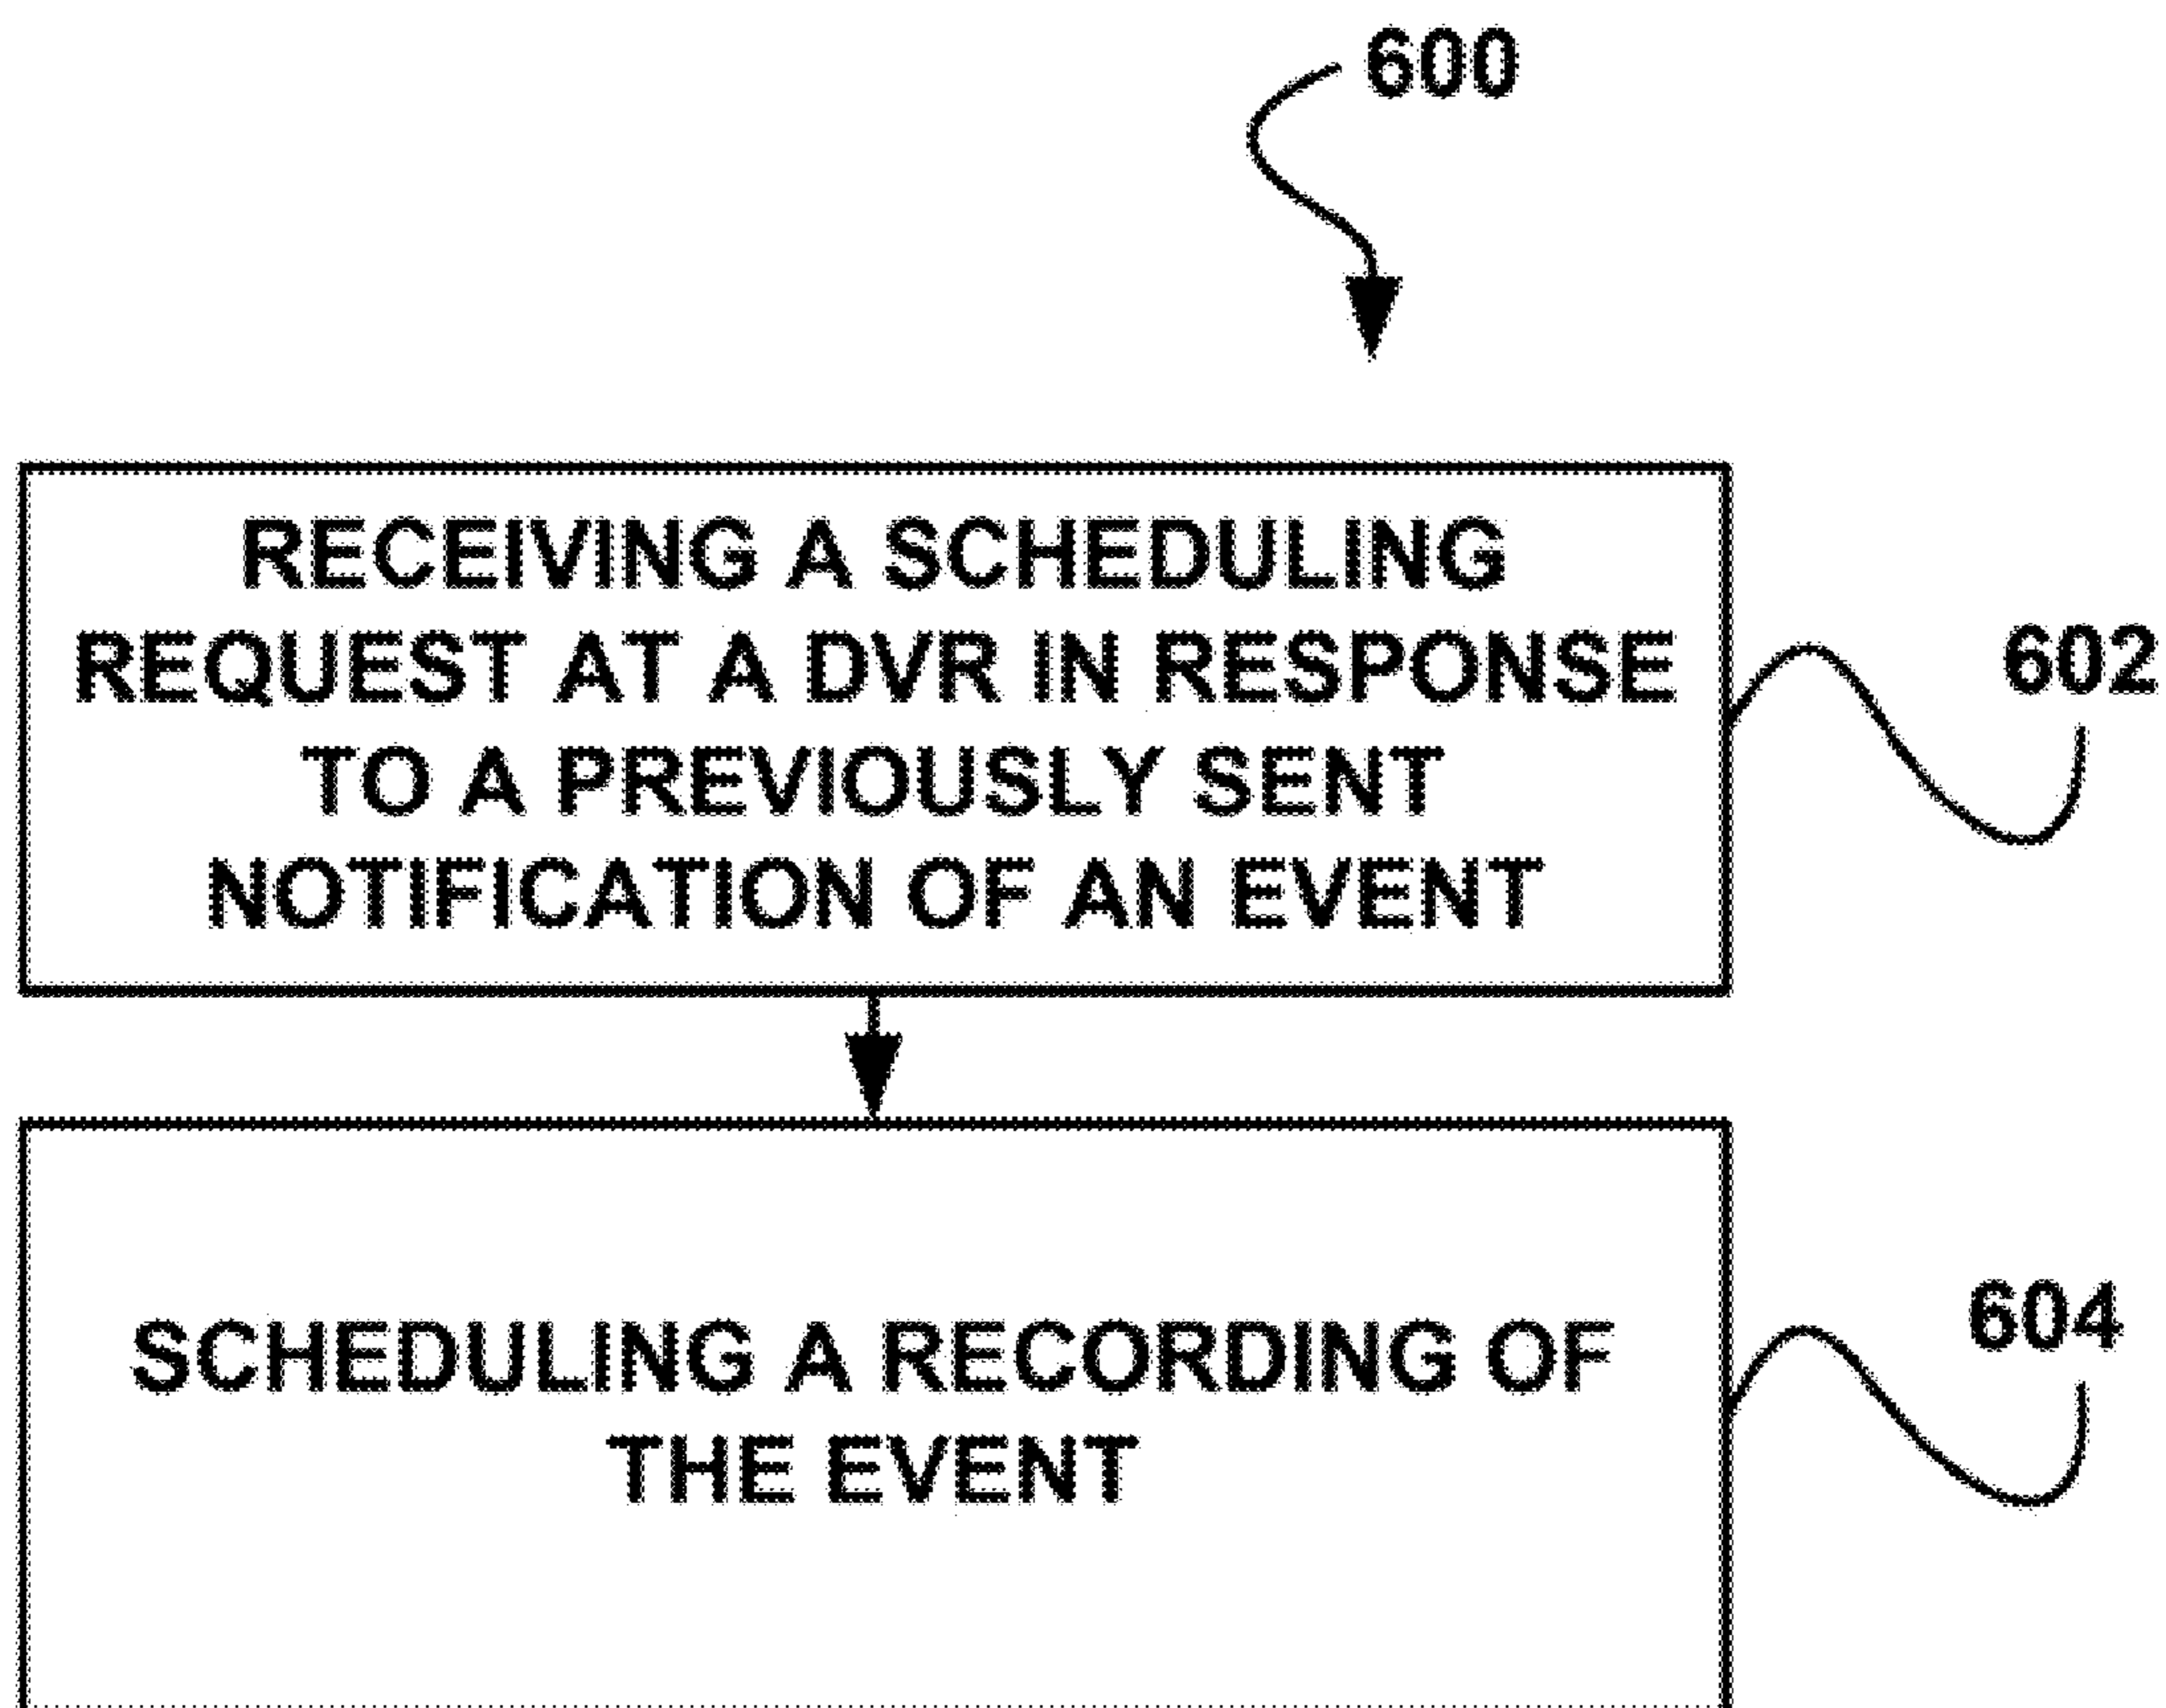 600
RECEIVING A SCHEDULING
REQUEST AT A DVR IN RESPONSE
TO A PREVIOUSLY SENT
NOTIFICATION OF AN EVENT
602
SCHEDULING A RECORDING OF
THE EVENT
604